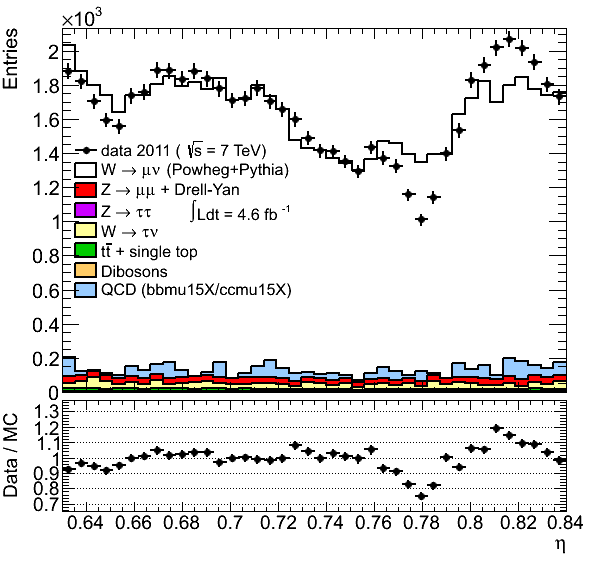 ×10³
Entries
2
1.8
1.6
1.4
1.2
1
0.8
0.6
0.4
0.2
0
data 2011 ( √s = 7 TeV)
W → μν (Powheg+Pythia)
Z → μμ + Drell-Yan
Z → ττ ∫Ldt = 4.6 fb⁻¹
W → τν
tt̄ + single top
Dibosons
QCD (bbmu15X/ccmu15X)
Data / MC
1.3
1.2
1.1
1
0.9
0.8
0.7
0.64 0.66 0.68 0.7 0.72 0.74 0.76 0.78 0.8 0.82 0.84
η